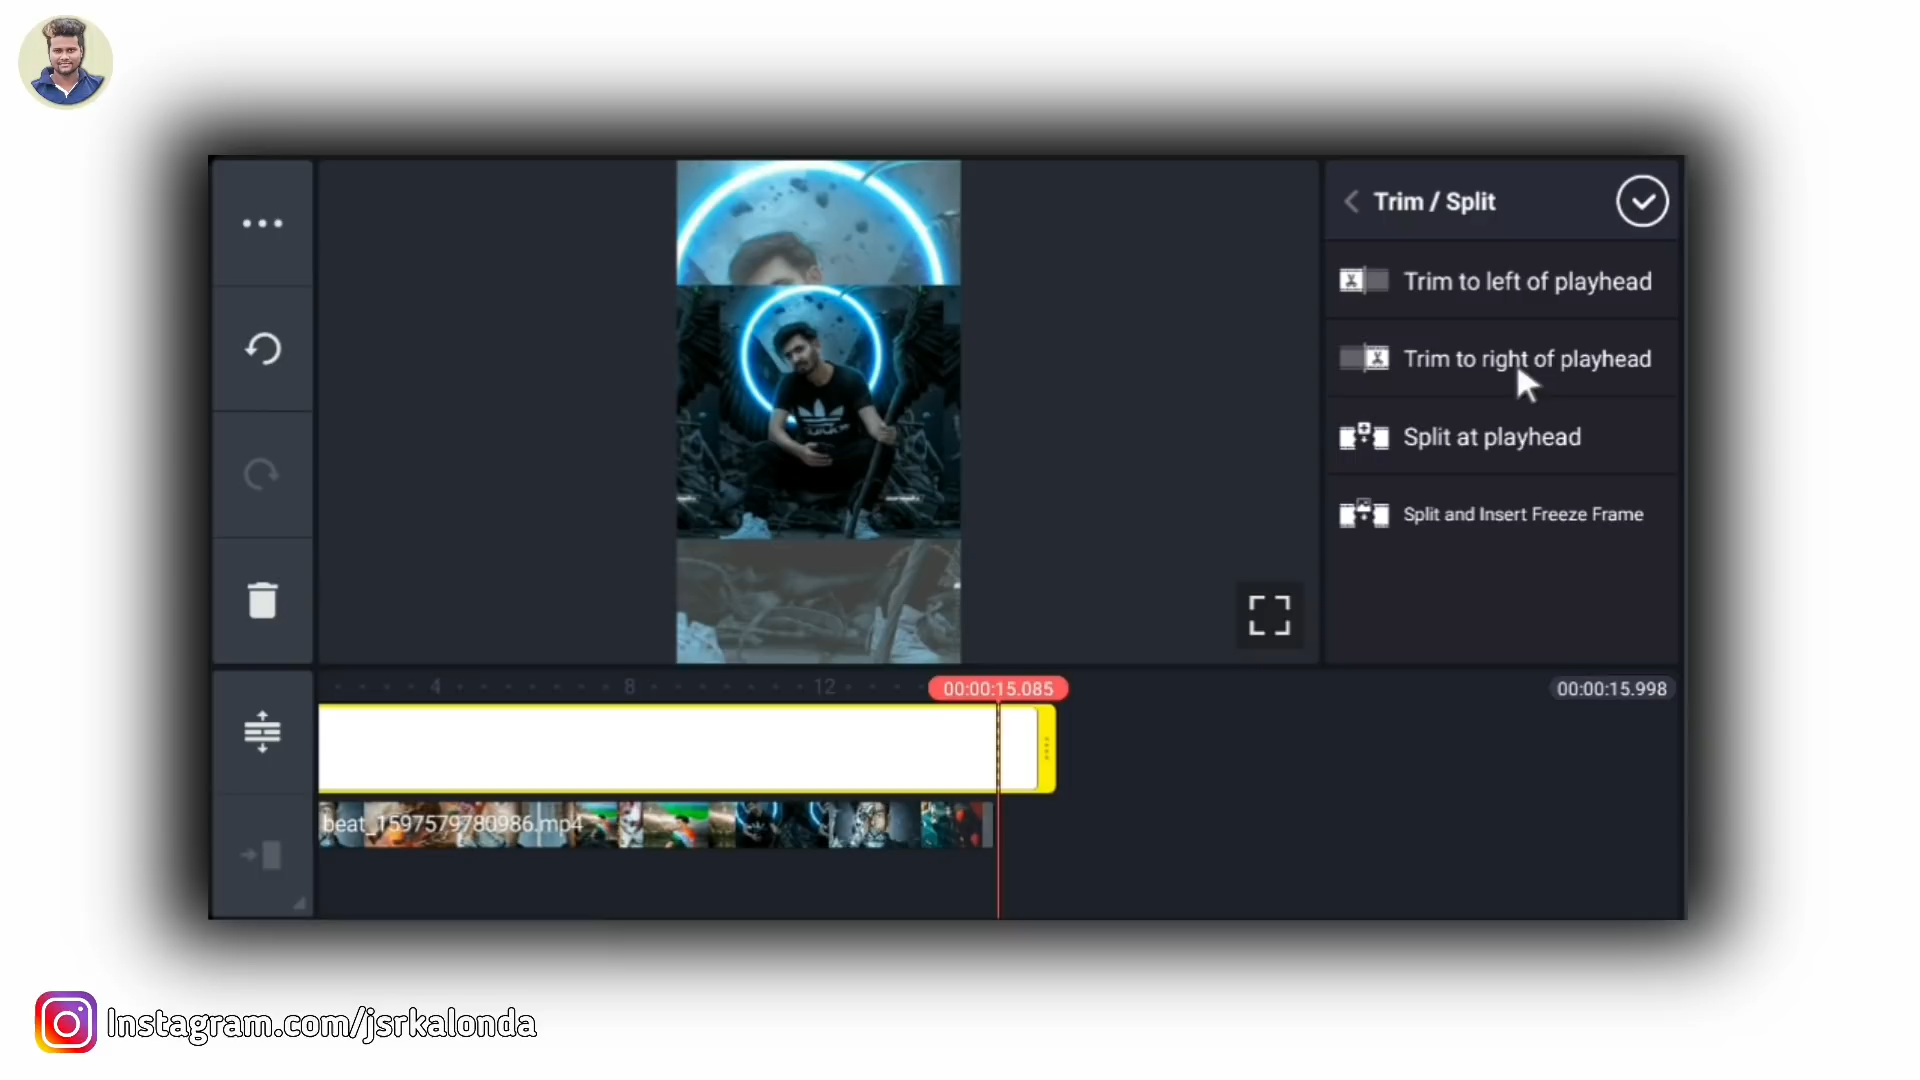 Trim / Split
Trim to left of playhead
Trim to right of playhead
Split at playhead
Split and Insert Freeze Frame
4
8
12
00:00:15.085
00:00:15.998
beat_1597579780986.mp4
Instagram.com/jsrkalonda